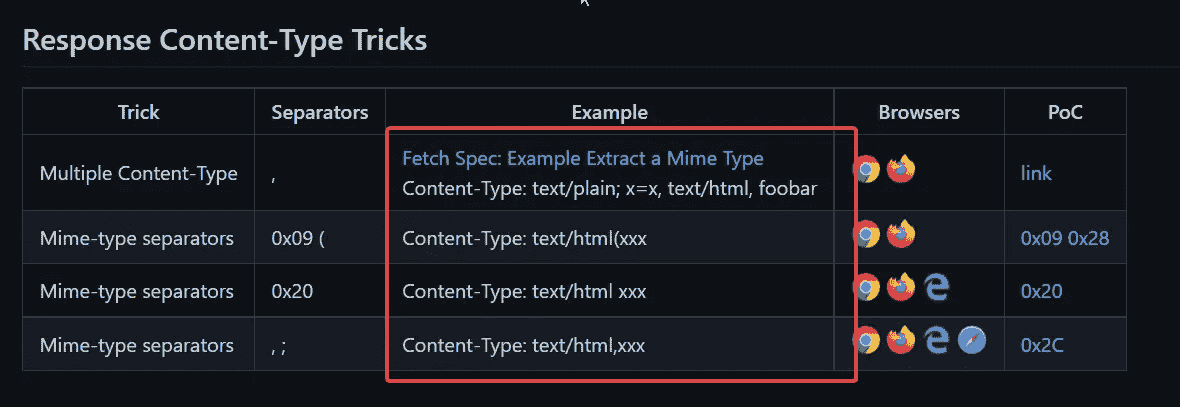 Response Content-Type Tricks
Trick Separators Example Browsers PoC
Fetch Spec: Example Extract a Mime Type
Multiple Content-Type , Content-Type: text/plain; x=x, text/html, foobar link
Mime-type separators 0x09 ( Content-Type: text/html(xxx 0x09 0x28
Mime-type separators 0x20 Content-Type: text/html xxx 0x20
Mime-type separators , ; Content-Type: text/html,xxx 0x2C